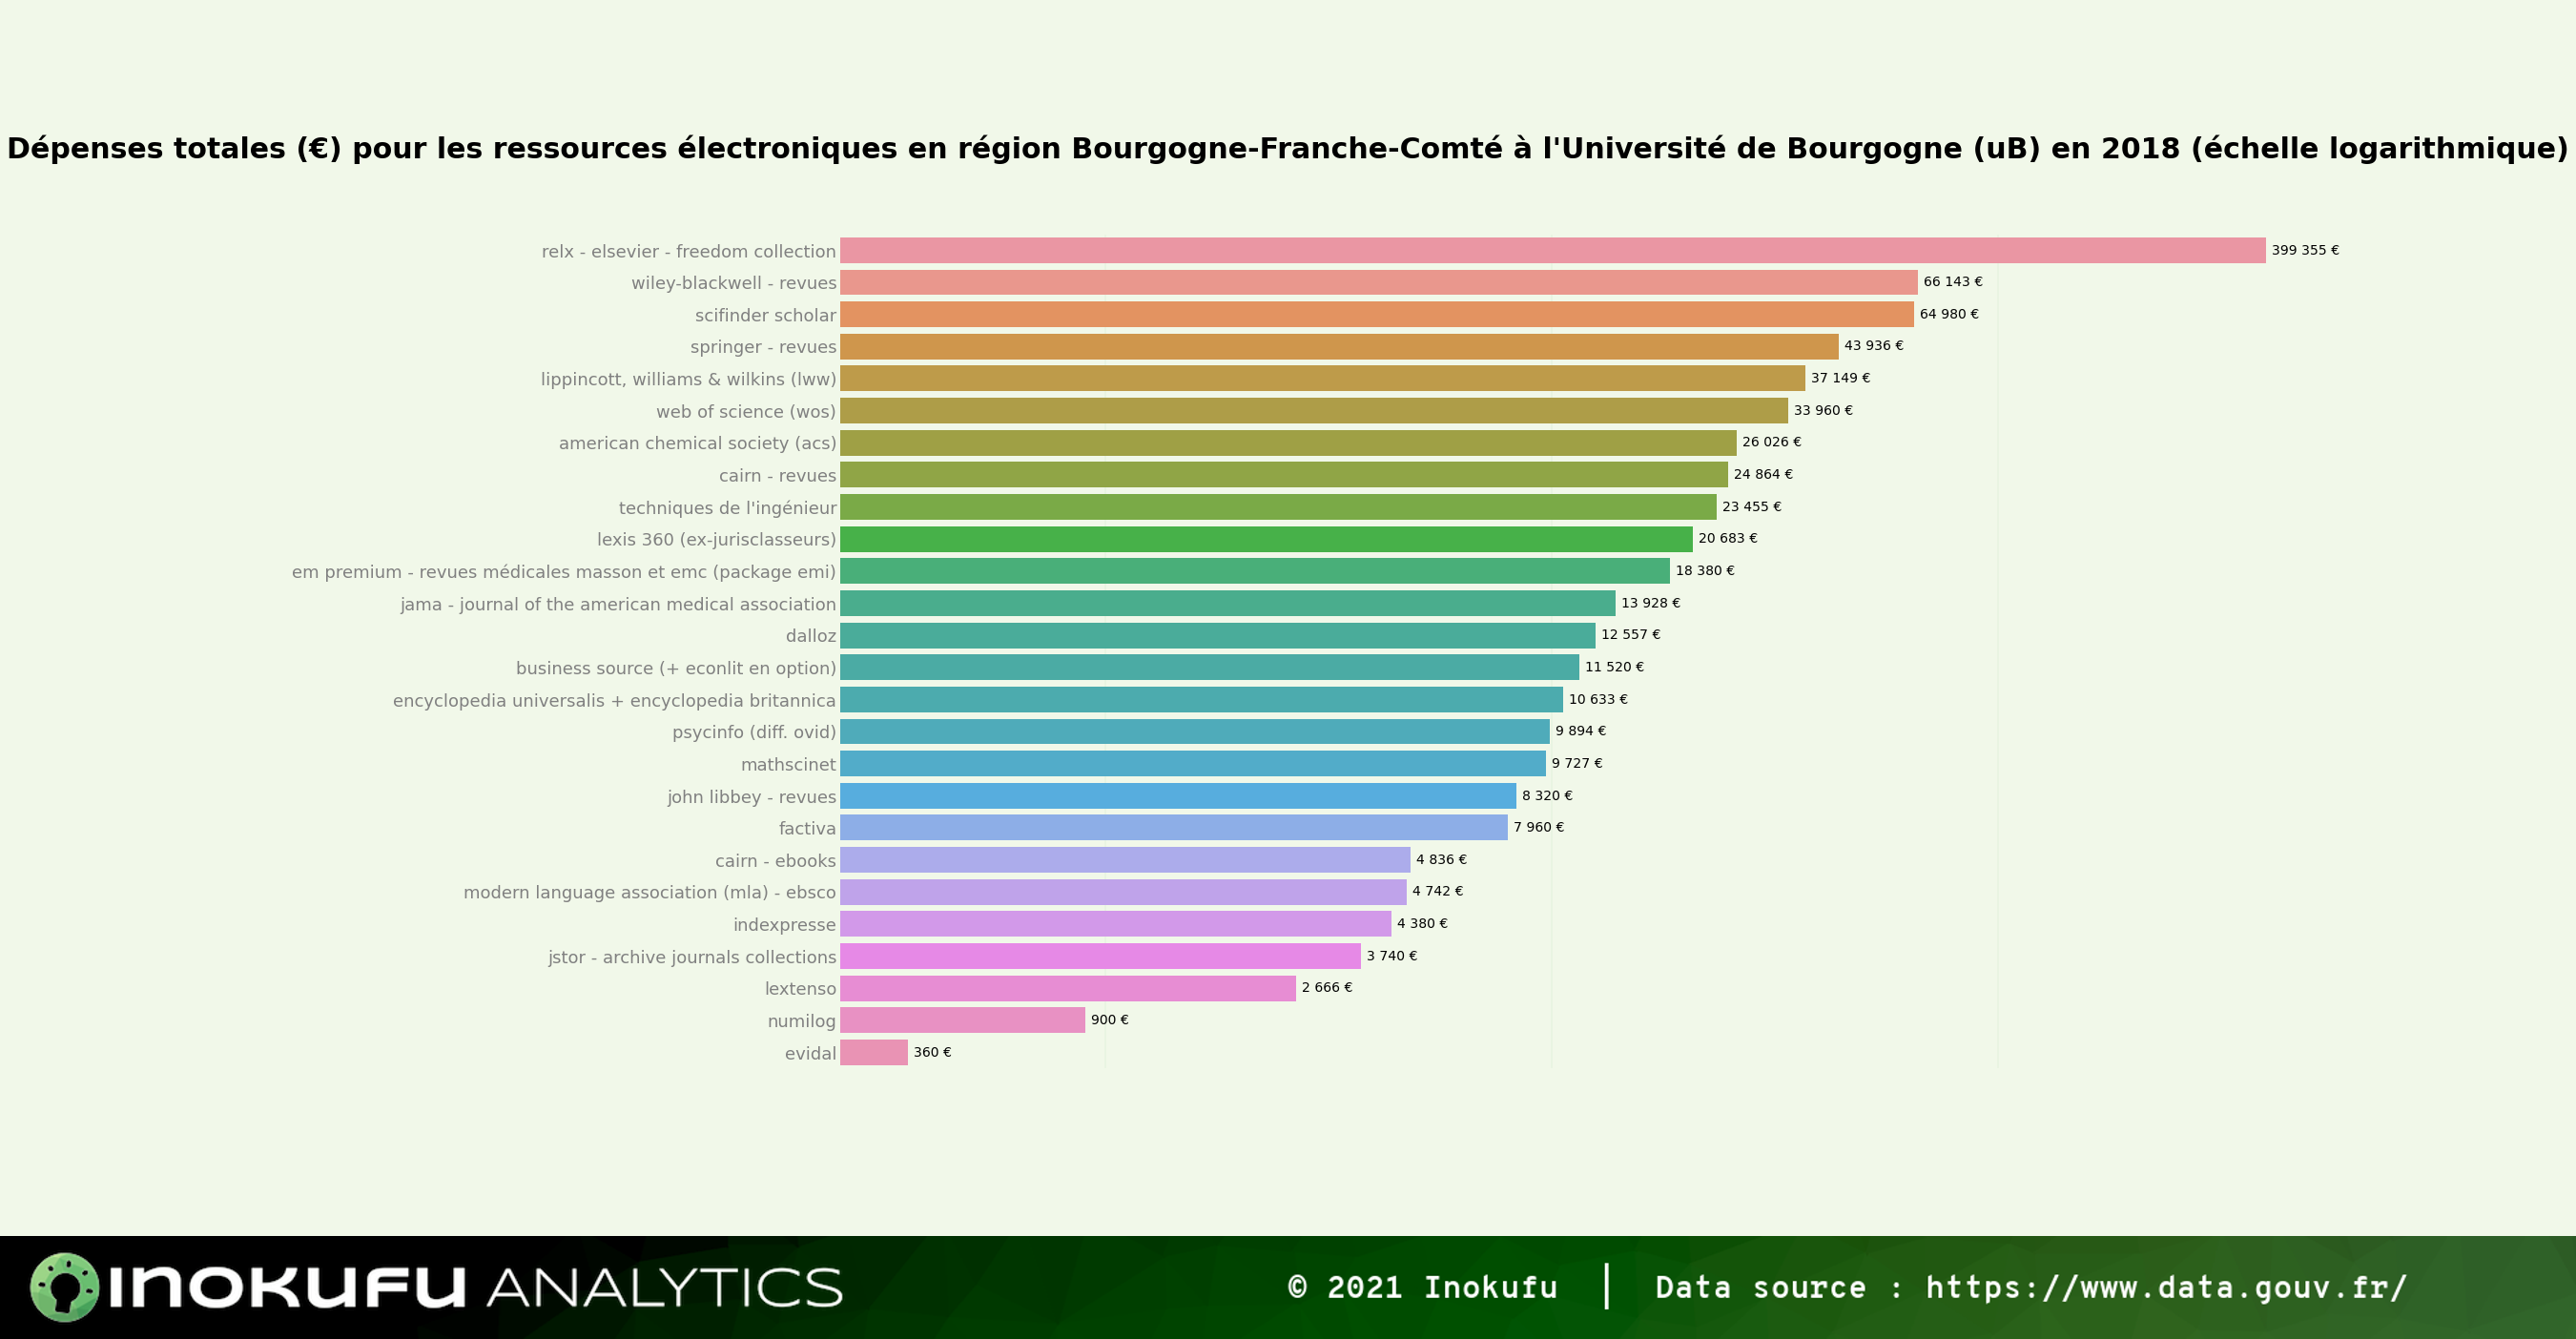 Dépenses totales (€) pour les ressources électroniques en région Bourgogne-Franche-Comté à l'Université de Bourgogne (uB) en 2018 (échelle logarithmique)
relx - elsevier - freedom collection 399 355 €
wiley-blackwell - revues 66 143 €
scifinder scholar 64 980 €
springer - revues 43 936 €
lippincott, williams & wilkins (lww) 37 149 €
web of science (wos) 33 960 €
american chemical society (acs) 26 026 €
cairn - revues 24 864 €
techniques de l'ingénieur 23 455 €
lexis 360 (ex-jurisclasseurs) 20 683 €
em premium - revues médicales masson et emc (package emi) 18 380 €
jama - journal of the american medical association 13 928 €
dalloz 12 557 €
business source (+ econlit en option) 11 520 €
encyclopedia universalis + encyclopedia britannica 10 633 €
psycinfo (diff. ovid) 9 894 €
mathscinet 9 727 €
john libbey - revues 8 320 €
factiva 7 960 €
cairn - ebooks 4 836 €
modern language association (mla) - ebsco 4 742 €
indexpresse 4 380 €
jstor - archive journals collections 3 740 €
lextenso 2 666 €
numilog 900 €
evidal 360 €
INOKUFU ANALYTICS © 2021 Inokufu | Data source : https://www.data.gouv.fr/